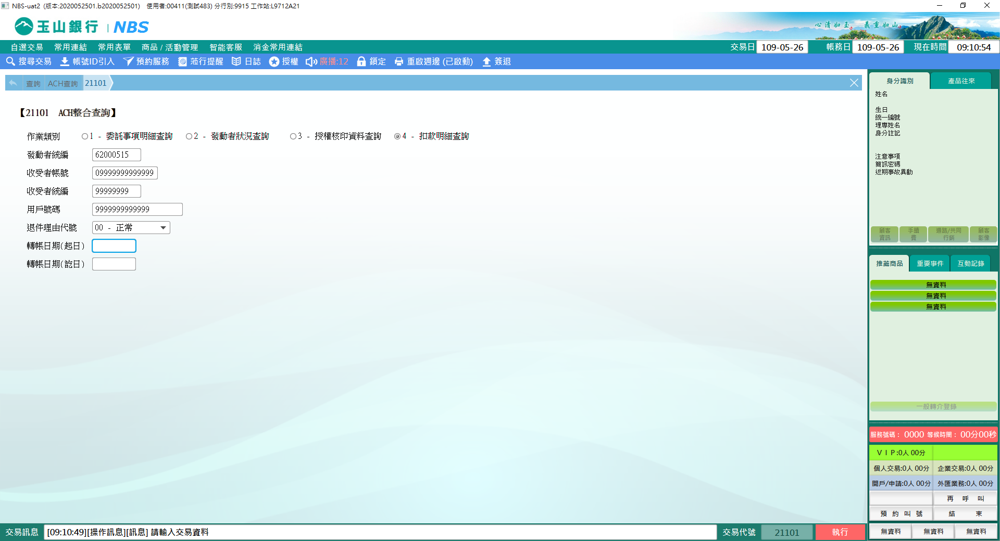 NBS-uat2 (版本:2020052501.b2020052501) 使用者:00411(測試483) 分行別:9915 工作站:L9712A21
玉山銀行 | NBS
心清如玉 義重如山
自選交易 常用連結 常用表單 商品 / 活動管理 智能客服 消金常用連結 交易日 109-05-26 帳務日 109-05-26 現在時間 09:10:54
搜尋交易 帳號ID引入 預約服務 蒞行提醒 日誌 授權 廣播:12 鎖定 重啟週邊 (已啟動) 簽退
查詢 ACH查詢 21101
【21101 ACH整合查詢】
作業類別 1 - 委託事項明細查詢 2 - 發動者狀況查詢 3 - 授權核印資料查詢 4 - 扣款明細查詢
發動者統編 62000515
收受者帳號 09999999999999
收受者統編 99999999
用戶號碼 9999999999999
退件理由代號 00 - 正常
轉帳日期(起日)
轉帳日期(訖日)
身分識別 產品往來
姓名
生日
統一編號
理專姓名
身分註記
注意事項
簡訊密碼
近期事故異動
顧客資訊 手續費 通路/共同行銷 顧客影像
推薦商品 重要事件 互動記錄
無資料
無資料
無資料
一般轉介登錄
服務號碼： 0000 等候時間： 00分00秒
ＶＩＰ:0人 00分
個人交易:0人 00分 企業交易:0人 00分
開戶/申請:0人 00分 外匯業務:0人 00分
再 呼 叫
預 約 叫 號 結 束
無資料 無資料 無資料
交易訊息 [09:10:49][操作訊息][訊息] 請輸入交易資料 交易代號 21101 執行